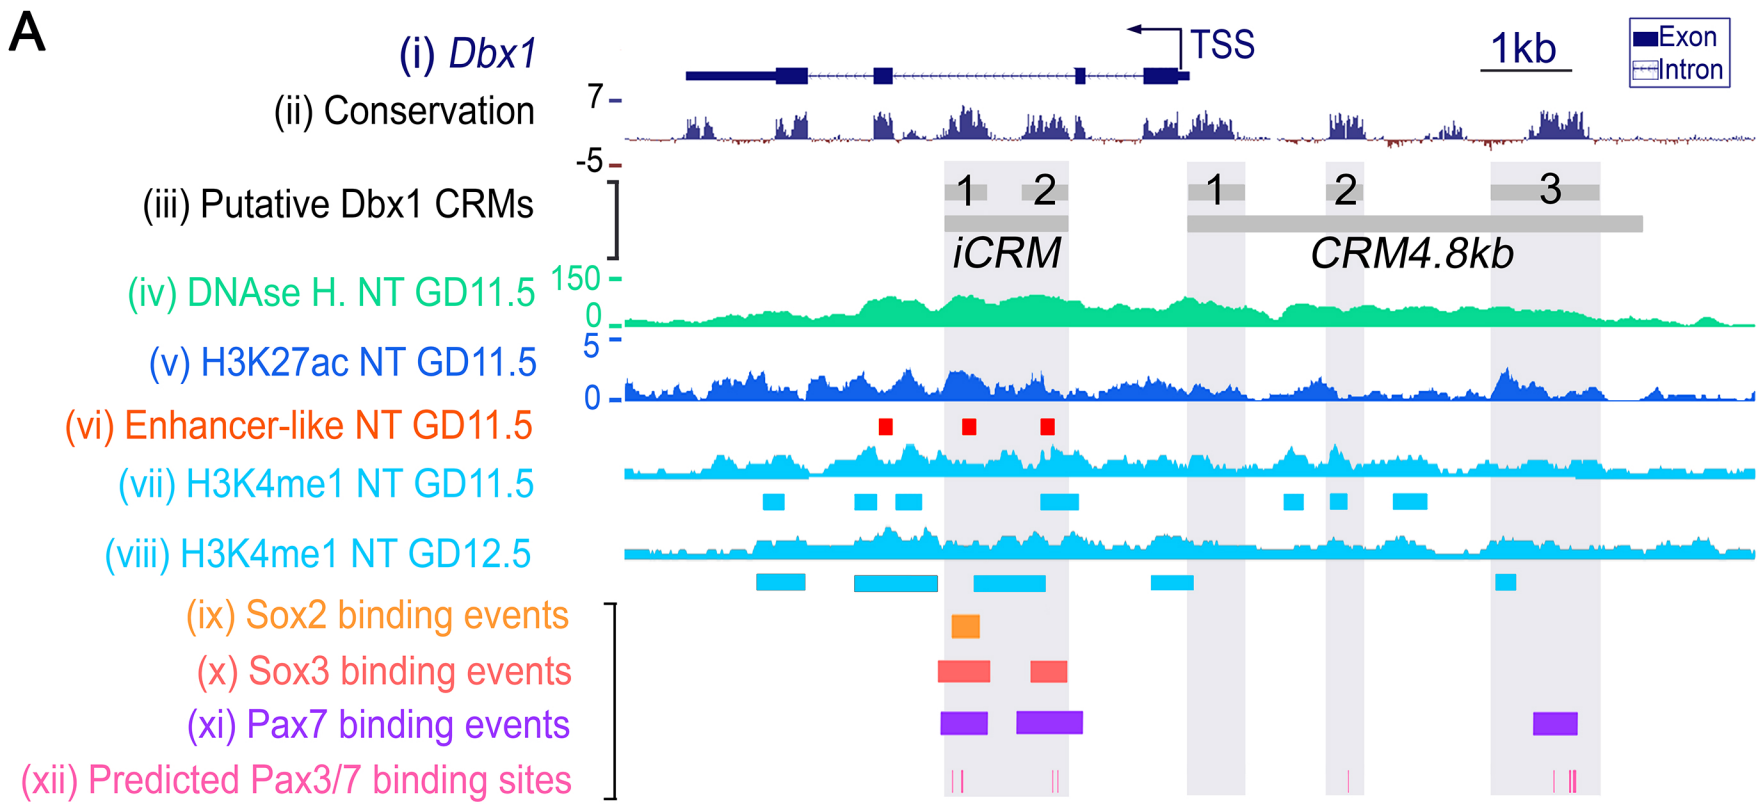 A
(i) Dbx1
TSS
1kb
Exon
Intron
(ii) Conservation
7
-5
(iii) Putative Dbx1 CRMs
1 2 1 2 3
iCRM CRM4.8kb
(iv) DNAse H. NT GD11.5
150
0
(v) H3K27ac NT GD11.5
5
0
(vi) Enhancer-like NT GD11.5
(vii) H3K4me1 NT GD11.5
(viii) H3K4me1 NT GD12.5
(ix) Sox2 binding events
(x) Sox3 binding events
(xi) Pax7 binding events
(xii) Predicted Pax3/7 binding sites